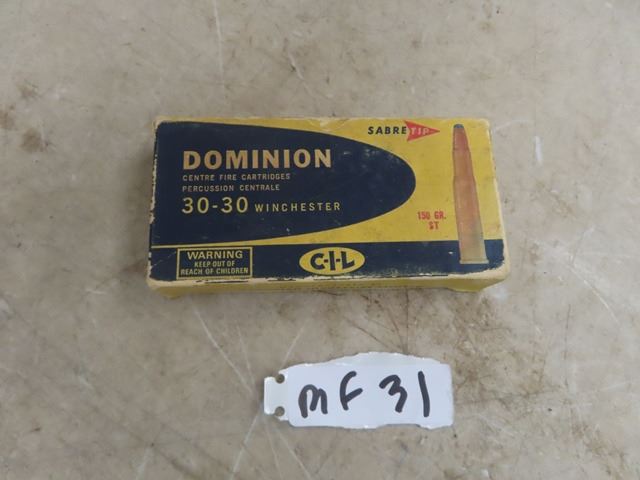 SABRE TIP
DOMINION
CENTRE FIRE CARTRIDGES
PERCUSSION CENTRALE
30-30 WINCHESTER
150 GR.
ST
WARNING
KEEP OUT OF
REACH OF CHILDREN
C-I-L
MF 31